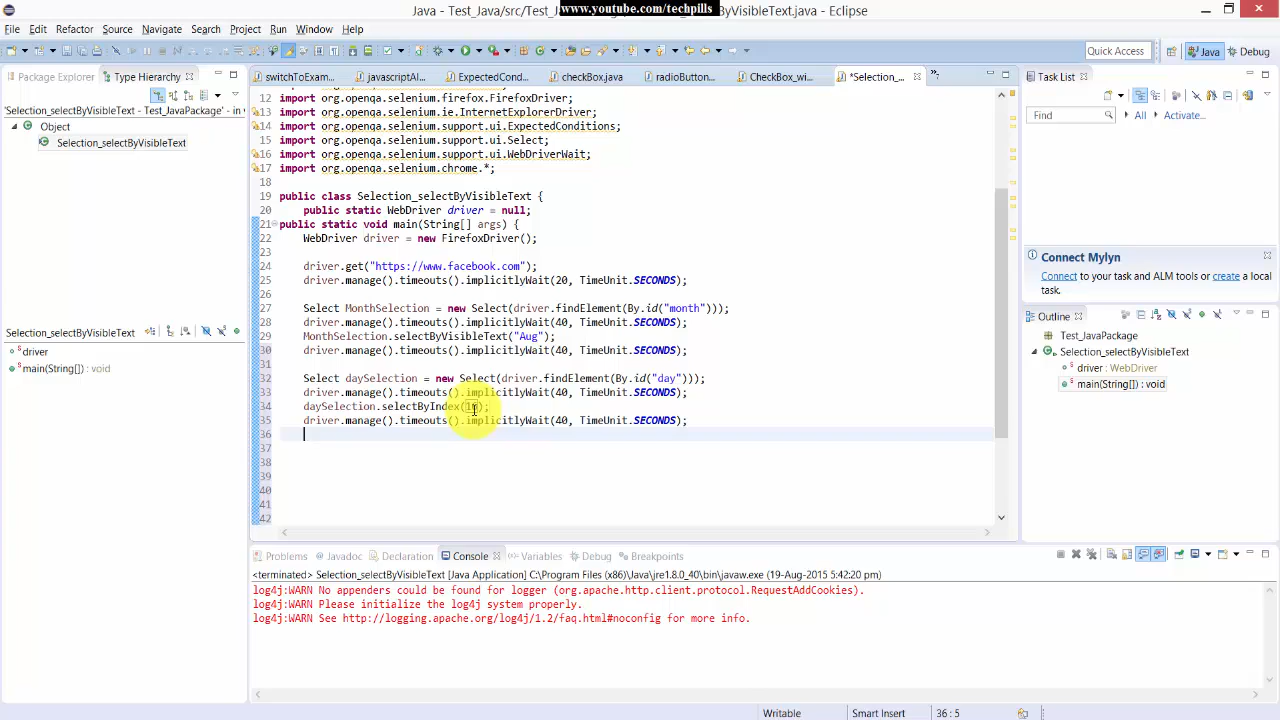 Java - Test_Java/src/Test_
www.youtube.com/techpills
ByVisibleText.java - Eclipse
File Edit Refactor Source Navigate Search Project Run Window Help
Quick Access
Java
Debug
Package Explorer
Type Hierarchy
'Selection_selectByVisibleText - Test_JavaPackage' - in v
Object
Selection_selectByVisibleText
Selection_selectByVisibleText
driver
main(String[]) : void
switchToExam...
javascriptAl...
ExpectedCond...
checkBox.java
radioButton...
CheckBox_wi...
*Selection_...
12 import org.openqa.selenium.firefox.FirefoxDriver;
13 import org.openqa.selenium.ie.InternetExplorerDriver;
14 import org.openqa.selenium.support.ui.ExpectedConditions;
15 import org.openqa.selenium.support.ui.Select;
16 import org.openqa.selenium.support.ui.WebDriverWait;
17 import org.openqa.selenium.chrome.*;
18
19 public class Selection_selectByVisibleText {
20 public static WebDriver driver = null;
21 public static void main(String[] args) {
22 WebDriver driver = new FirefoxDriver();
23
24 driver.get("https://www.facebook.com");
25 driver.manage().timeouts().implicitlyWait(20, TimeUnit.SECONDS);
26
27 Select MonthSelection = new Select(driver.findElement(By.id("month")));
28 driver.manage().timeouts().implicitlyWait(40, TimeUnit.SECONDS);
29 MonthSelection.selectByVisibleText("Aug");
30 driver.manage().timeouts().implicitlyWait(40, TimeUnit.SECONDS);
31
32 Select daySelection = new Select(driver.findElement(By.id("day")));
33 driver.manage().timeouts().implicitlyWait(40, TimeUnit.SECONDS);
34 daySelection.selectByIndex(
35 driver.manage().timeouts().implicitlyWait(40, TimeUnit.SECONDS);
36
37
38
39
40
41
42
Task List
Find
All
Activate...
Connect Mylyn
Connect to your task and ALM tools or create a local
task.
Outline
Test_JavaPackage
Selection_selectByVisibleText
driver : WebDriver
main(String[]) : void
Problems Javadoc Declaration Console Variables Debug Breakpoints
<terminated> Selection_selectByVisibleText [Java Application] C:\Program Files (x86)\Java\jre1.8.0_40\bin\javaw.exe (19-Aug-2015 5:42:20 pm)
log4j:WARN No appenders could be found for logger (org.apache.http.client.protocol.RequestAddCookies).
log4j:WARN Please initialize the log4j system properly.
log4j:WARN See http://logging.apache.org/log4j/1.2/faq.html#noconfig for more info.
Writable
Smart Insert
36 : 5